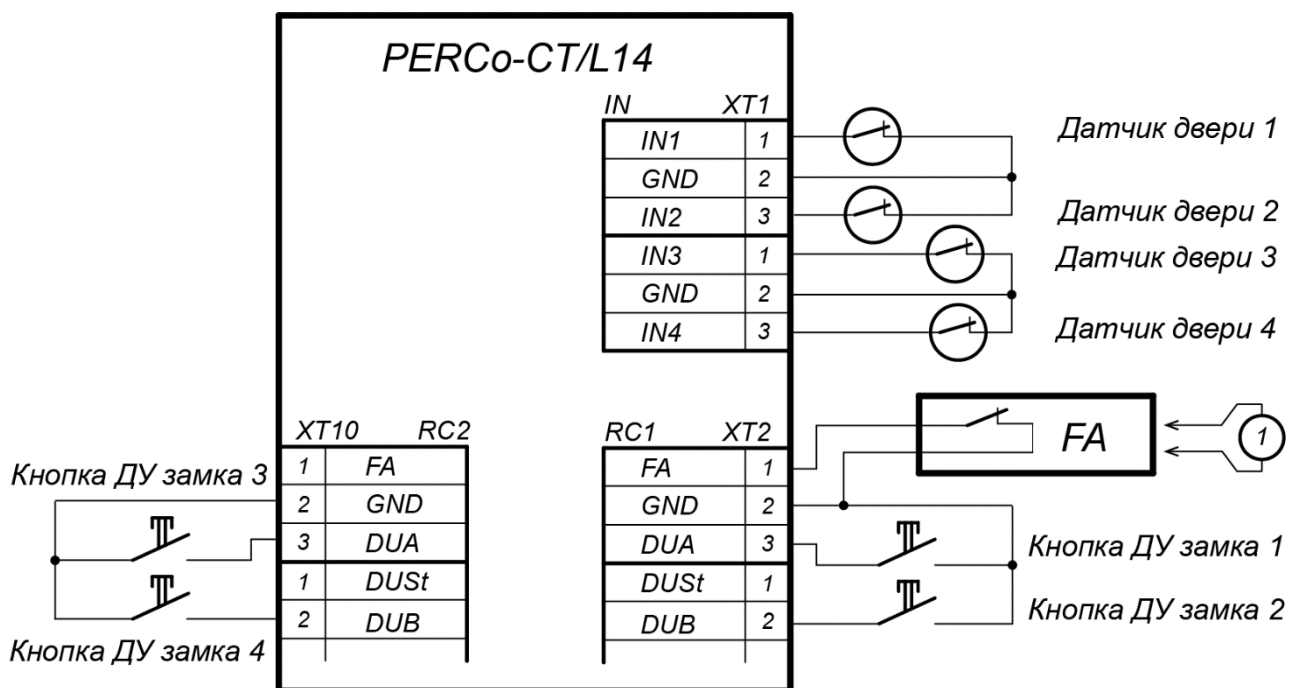 PERCo-CT/L14
IN XT1
IN1 1
GND 2
IN2 3
IN3 1
GND 2
IN4 3
Датчик двери 1
Датчик двери 2
Датчик двери 3
Датчик двери 4
XT10 RC2
1 FA
2 GND
3 DUA
1 DUSt
2 DUB
Кнопка ДУ замка 3
Кнопка ДУ замка 4
RC1 XT2
FA 1
GND 2
DUA 3
DUSt 1
DUB 2
FA
1
Кнопка ДУ замка 1
Кнопка ДУ замка 2